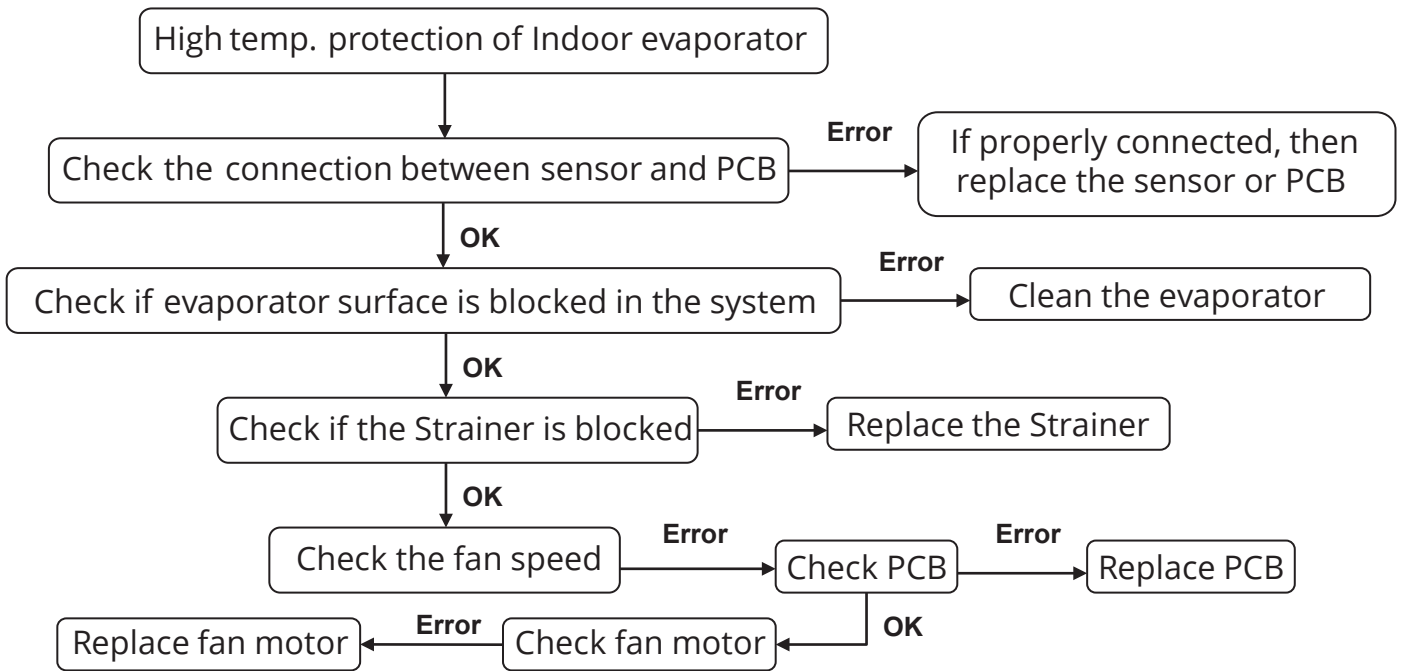 High temp. protection of Indoor evaporator
Check the connection between sensor and PCB
Error
If properly connected, then
replace the sensor or PCB
OK
Check if evaporator surface is blocked in the system
Error
Clean the evaporator
OK
Check if the Strainer is blocked
Error
Replace the Strainer
OK
Check the fan speed
Error
Check PCB
Error
Replace PCB
OK
Check fan motor
Error
Replace fan motor